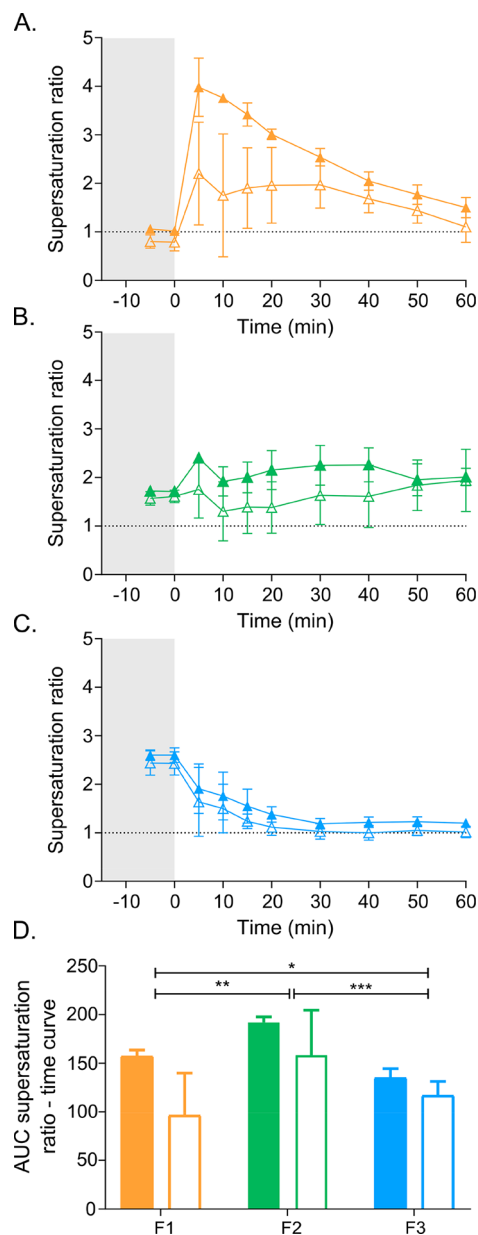 A.
5
4
3
2
1
0
Supersaturation ratio
-10 0 10 20 30 40 50 60
Time (min)
B.
5
4
3
2
1
0
Supersaturation ratio
-10 0 10 20 30 40 50 60
Time (min)
C.
5
4
3
2
1
0
Supersaturation ratio
-10 0 10 20 30 40 50 60
Time (min)
D.
250
200
150
100
50
0
AUC supersaturation
ratio - time curve
*
** ***
F1 F2 F3